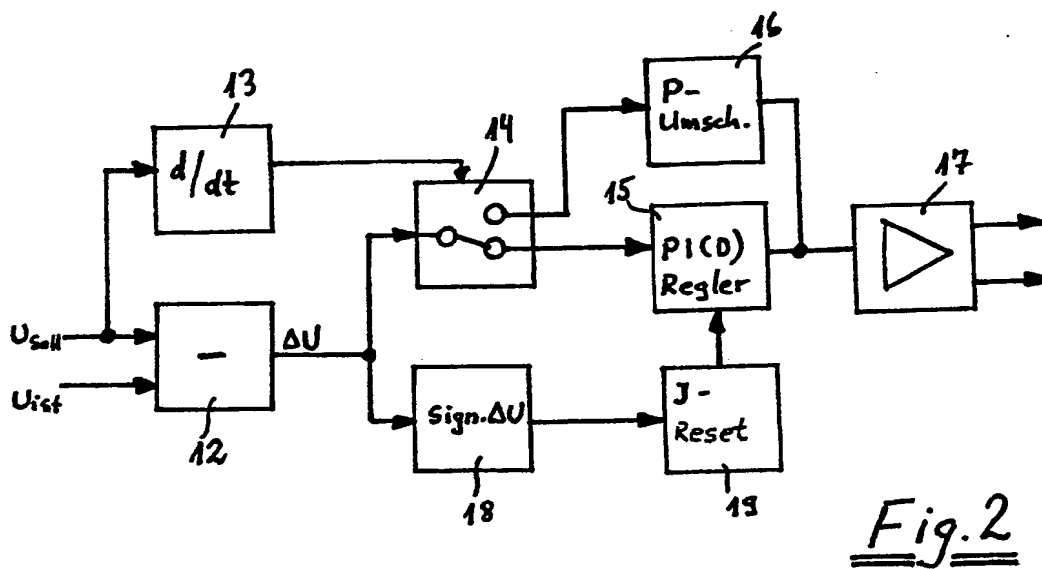 16
13
P-
Umsch.
14
d/dt
15
17
PI(D)
Regler
USoll
-
ΔU
Uist
Sign.ΔU
J-
Reset
12
18
19
Fig.2